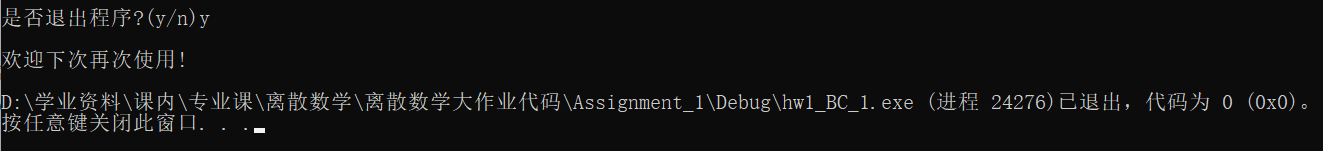 是否退出程序?(y/n)y
欢迎下次再次使用!
D:\学业资料\课内\专业课\离散数学\离散数学大作业代码\Assignment_1\Debug\hw1_BC_1.exe (进程 24276)已退出，代码为 0 (0x0)。
按任意键关闭此窗口. . .